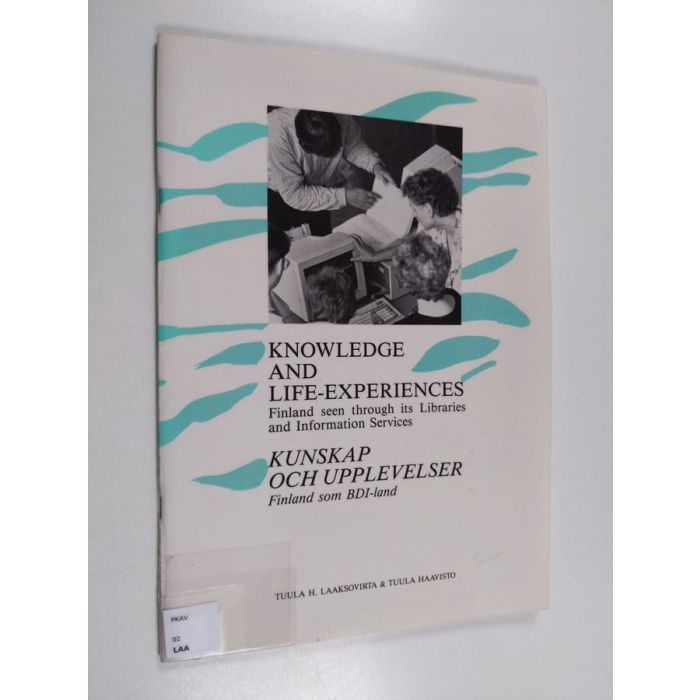 KNOWLEDGE
AND
LIFE-EXPERIENCES
Finland seen through its Libraries
and Information Services
KUNSKAP
OCH UPPLEVELSER
Finland som BDI-land
TUULA H. LAAKSOVIRTA & TUULA HAAVISTO
PKAV
02
LAA